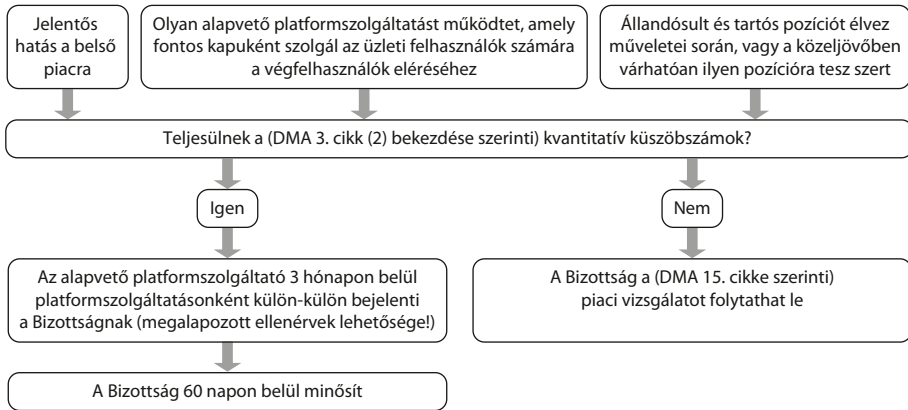 Jelentős
hatás a belső
piacra
Olyan alapvető platformszolgáltatást működtet, amely
fontos kapuként szolgál az üzleti felhasználók számára
a végfelhasználók eléréséhez
Állandósult és tartós pozíciót élvez
műveletei során, vagy a közeljövőben
várhatóan ilyen pozícióra tesz szert
Teljesülnek a (DMA 3. cikk (2) bekezdése szerinti) kvantitatív küszöbszámok?
Igen
Nem
Az alapvető platformszolgáltató 3 hónapon belül
platformszolgáltatásonként külön-külön bejelenti
a Bizottságnak (megalapozott ellenérvek lehetősége!)
A Bizottság a (DMA 15. cikke szerinti)
piaci vizsgálatot folytathat le
A Bizottság 60 napon belül minősít